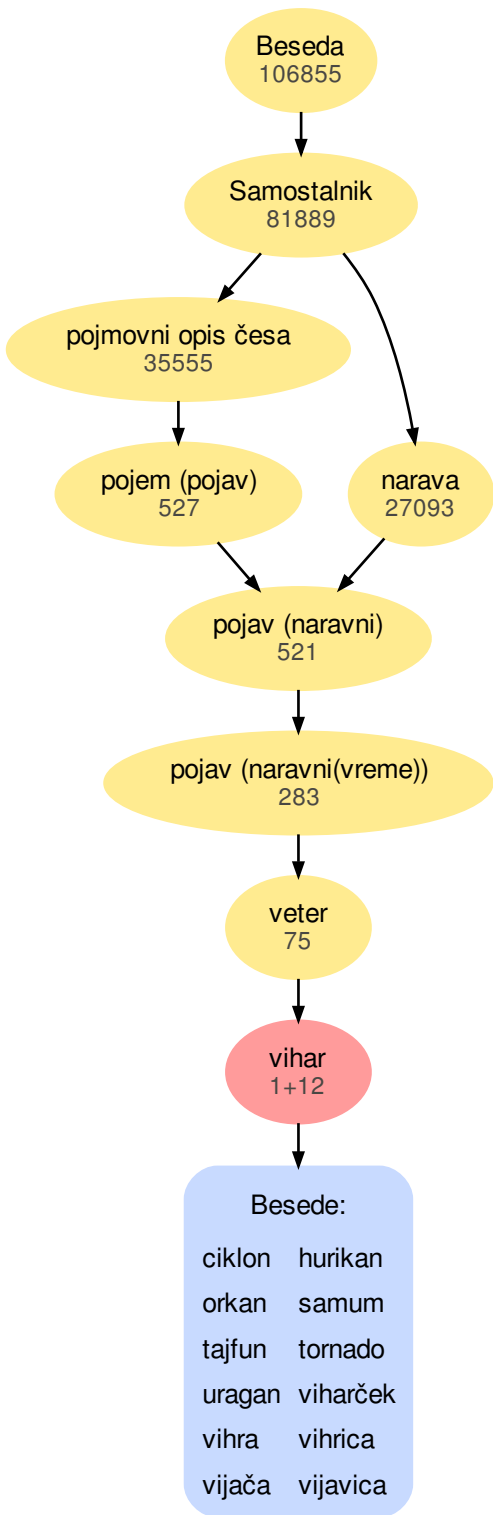 Beseda
106855
Samostalnik
81889
pojmovni opis česa
35555
pojem (pojav)
527
narava
27093
pojav (naravni)
521
pojav (naravni(vreme))
283
veter
75
vihar
1+12
Besede:
ciklon hurikan
orkan samum
tajfun tornado
uragan viharček
vihra vihrica
vijača vijavica